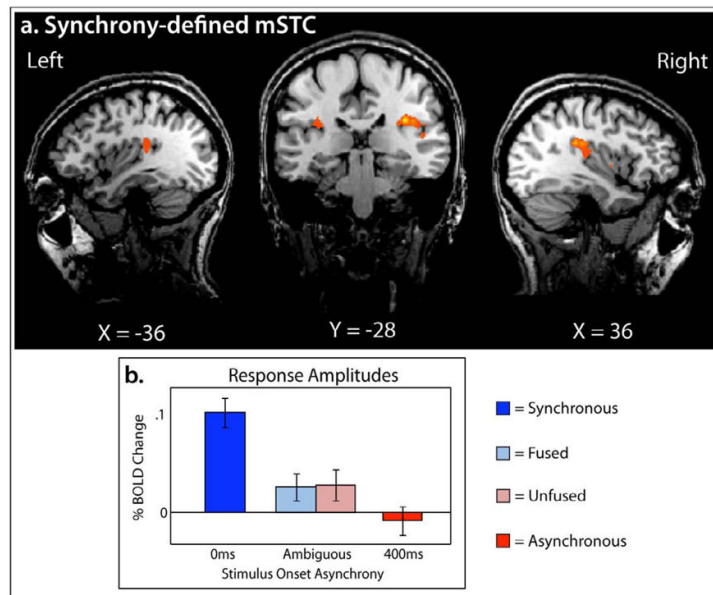 a. Synchrony-defined mSTC
Left
Right
X = -36
Y = -28
X = 36
b.
Response Amplitudes
% BOLD Change
.1
0
0ms
Ambiguous
400ms
Stimulus Onset Asynchrony
= Synchronous
= Fused
= Unfused
= Asynchronous